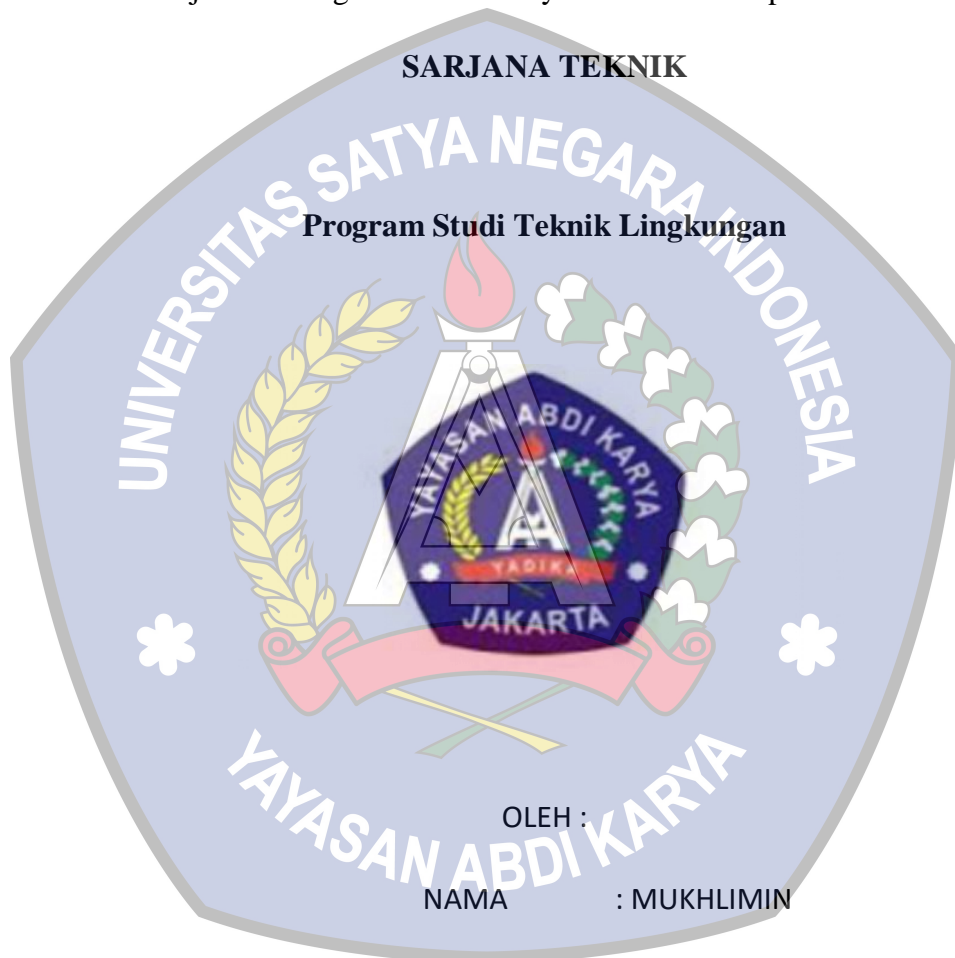 SARJANA TEKNIK
UNIVERSITAS SATYA NEGARA INDONESIA
Program Studi Teknik Lingkungan
YAYASAN ABDI KARYA
YADIKA
JAKARTA
OLEH :
YAYASAN ABDI KARYA
NAMA : MUKHLIMIN